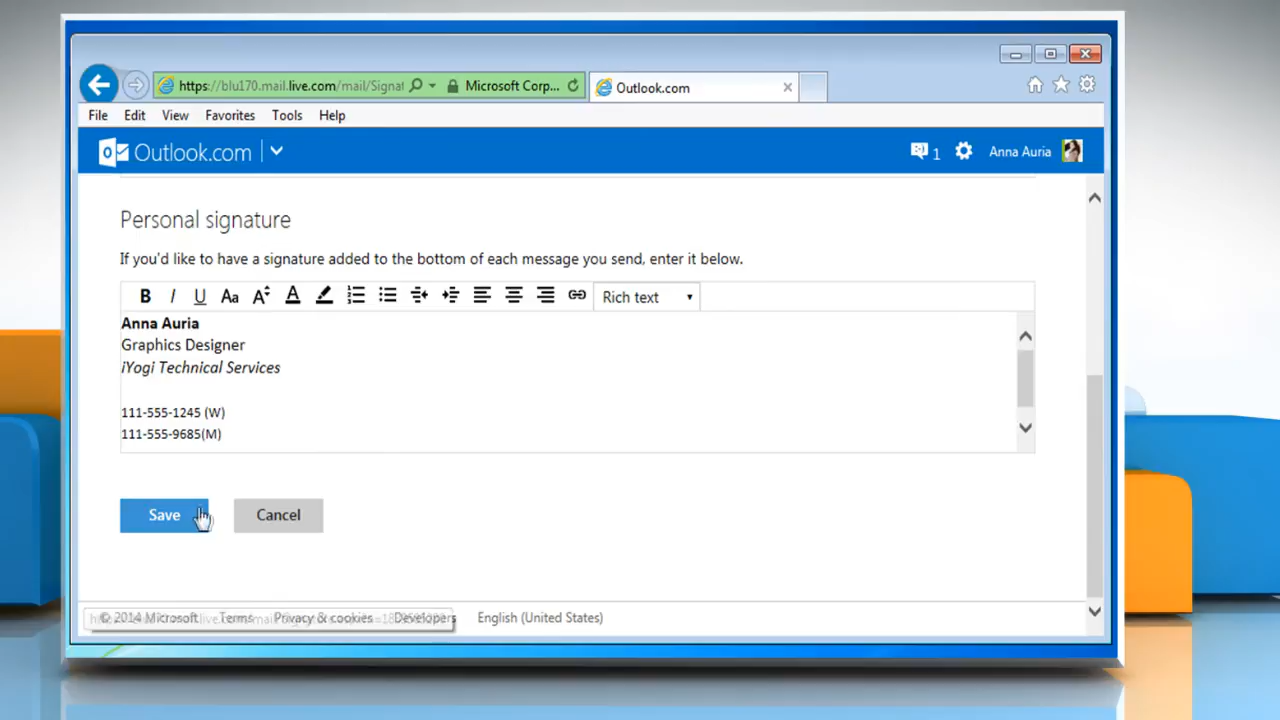 https://blu170.mail.live.com/mail/Signat
Microsoft Corp...
Outlook.com
File Edit View Favorites Tools Help
Outlook.com
1
Anna Auria
Personal signature
If you'd like to have a signature added to the bottom of each message you send, enter it below.
B I U Aa A A Rich text
Anna Auria
Graphics Designer
iYogi Technical Services
111-555-1245 (W)
111-555-9685(M)
Save Cancel
© 2014 Microsoft Terms Privacy & cookies Developers English (United States)